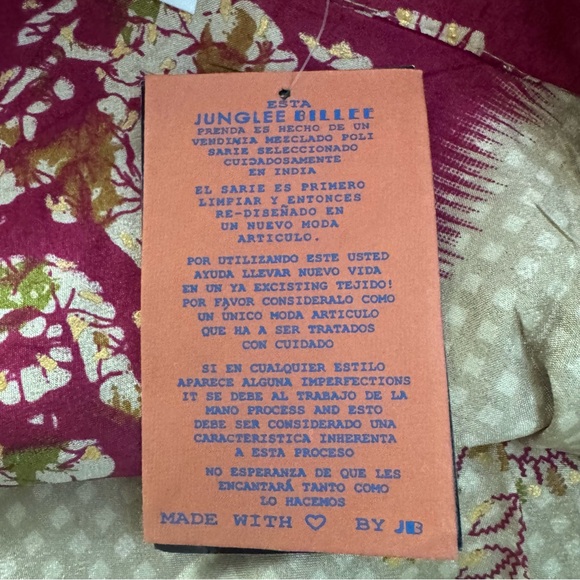 ESTA
JUNGLEE BILLEE
PRENDA ES HECHO DE UN
VENDIMIA MEZCLADO POLI
SARIE SELECCIONADO
CUIDADOSAMENTE
EN INDIA
EL SARIE ES PRIMERO
LIMPIAR Y ENTONCES
RE-DISEÑADO EN
UN NUEVO MODA
ARTICULO.
POR UTILIZANDO ESTE USTED
AYUDA LLEVAR NUEVO VIDA
EN UN YA EXCISTING TEJIDO!
POR FAVOR CONSIDERALO COMO
UN ÚNICO MODA ARTICULO
QUE HA A SER TRATADOS
CON CUIDADO
SI EN CUALQUIER ESTILO
APARECE ALGUNA IMPERFECTIONS
IT SE DEBE AL TRABAJO DE LA
MANO PROCESS AND ESTO
DEBE SER CONSIDERADO UNA
CARACTERISTICA INHERENTA
A ESTA PROCESO
NO ESPERANZA DE QUE LES
ENCANTARÁ TANTO COMO
LO HACEMOS
MADE WITH ♡ BY JB